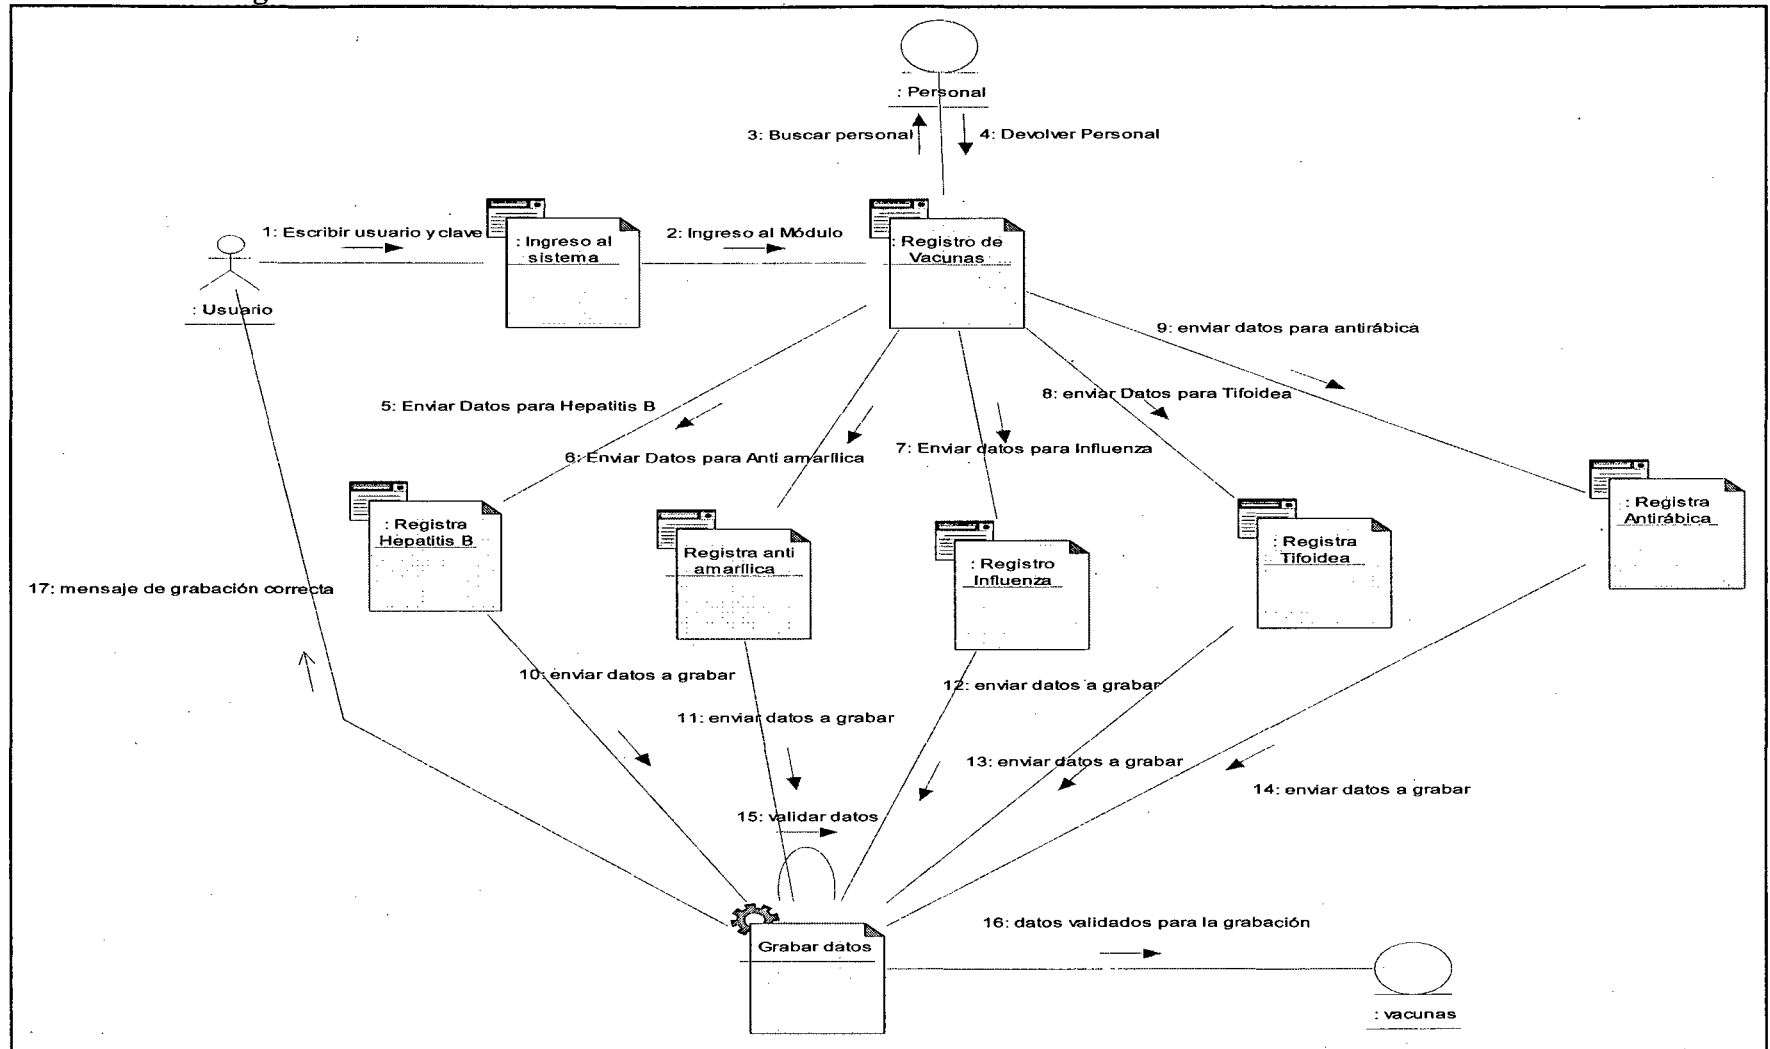 : Personal
3: Buscar personal
4: Devolver Personal
1: Escribir usuario y clave
2: Ingreso al Módulo
: Ingreso al
sistema
: Registro de
Vacunas
: Usuario
9: enviar datos para antirábica
8: enviar Datos para Tifoidea
5: Enviar Datos para Hepatitis B
7: Enviar datos para Influenza
6: Enviar Datos para Anti amarílica
: Registra
Hepatitis B
Registra anti
amarílica
: Registro
Influenza
: Registra
Tifoidea
: Registra
Antirábica
17: mensaje de grabación correcta
10: enviar datos a grabar
12: enviar datos a grabar
11: enviar datos a grabar
13: enviar datos a grabar
14: enviar datos a grabar
15: validar datos
16: datos validados para la grabación
Grabar datos
: vacunas